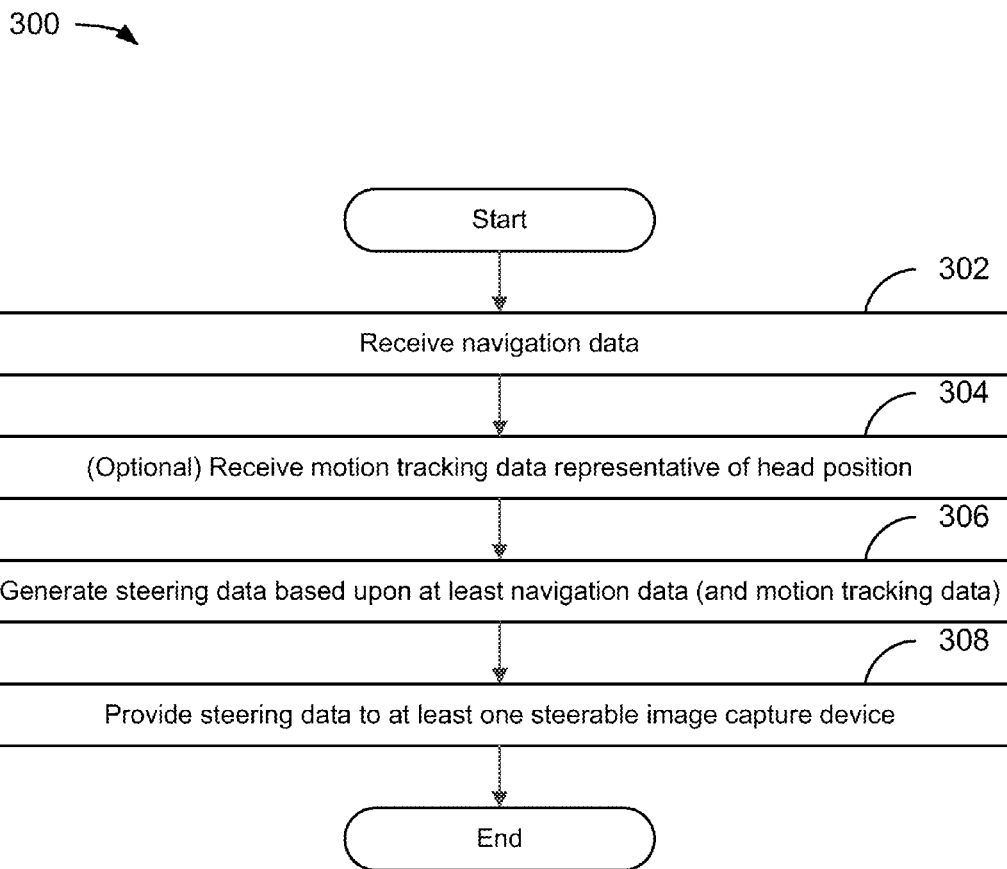 300
Start
302
Receive navigation data
304
(Optional) Receive motion tracking data representative of head position
306
Generate steering data based upon at least navigation data (and motion tracking data)
308
Provide steering data to at least one steerable image capture device
End